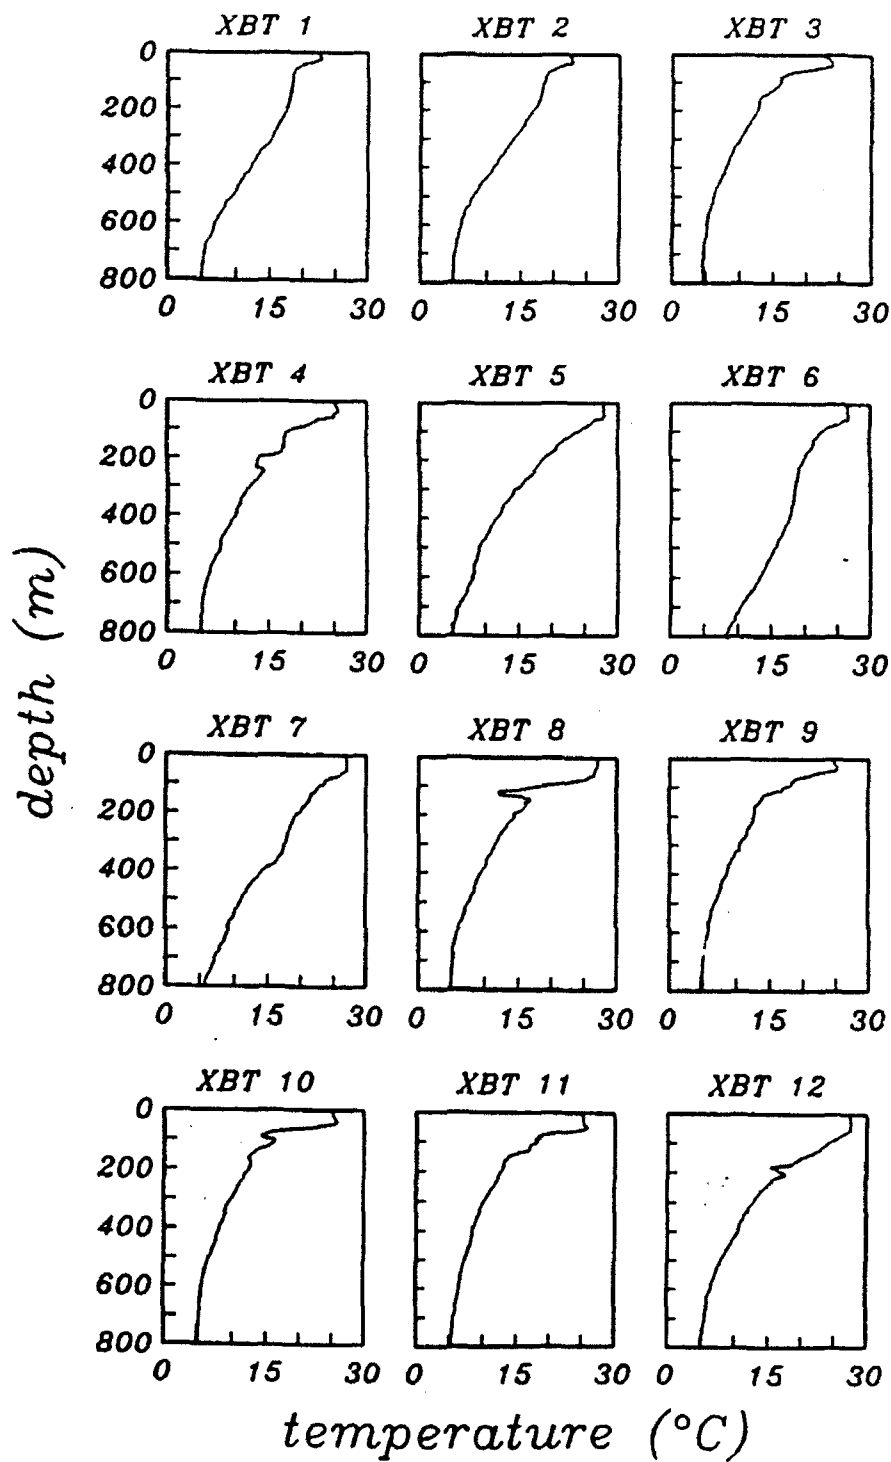 XBT 1 XBT 2 XBT 3
0
200
400
600
800
0 15 30 0 15 30 0 15 30
XBT 4 XBT 5 XBT 6
0
200
400
600
800
0 15 30 0 15 30 0 15 30
XBT 7 XBT 8 XBT 9
0
200
400
600
800
0 15 30 0 15 30 0 15 30
XBT 10 XBT 11 XBT 12
0
200
400
600
800
0 15 30 0 15 30 0 15 30
depth (m)
temperature (°C)